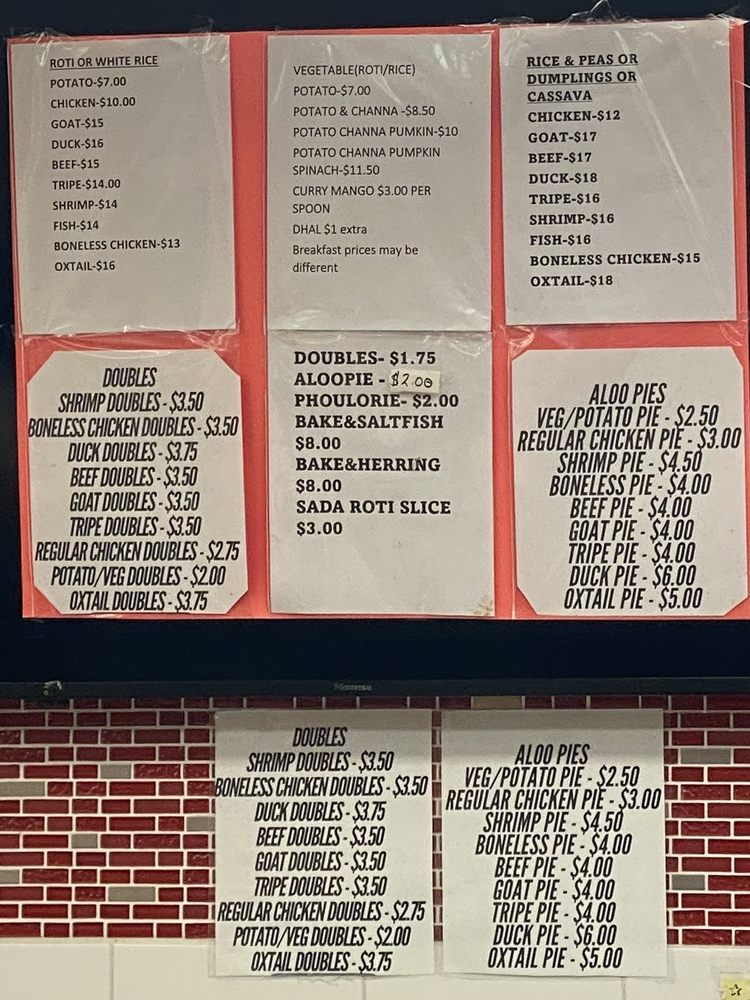 ROTI OR WHITE RICE
POTATO-$7.00
CHICKEN-$10.00
GOAT-$15
DUCK-$16
BEEF-$15
TRIPE-$14.00
SHRIMP-$14
FISH-$14
BONELESS CHICKEN-$13
OXTAIL-$16
VEGETABLE(ROTI/RICE)
POTATO-$7.00
POTATO & CHANNA -$8.50
POTATO CHANNA PUMKIN-$10
POTATO CHANNA PUMPKIN
SPINACH-$11.50
CURRY MANGO $3.00 PER
SPOON
DHAL $1 extra
Breakfast prices may be
different
RICE & PEAS OR
DUMPLINGS OR
CASSAVA
CHICKEN-$12
GOAT-$17
BEEF-$17
DUCK-$18
TRIPE-$16
SHRIMP-$16
FISH-$16
BONELESS CHICKEN-$15
OXTAIL-$18
DOUBLES
SHRIMP DOUBLES - $3.50
BONELESS CHICKEN DOUBLES - $3.50
DUCK DOUBLES - $3.75
BEEF DOUBLES - $3.50
GOAT DOUBLES - $3.50
TRIPE DOUBLES - $3.50
REGULAR CHICKEN DOUBLES - $2.75
POTATO/VEG DOUBLES - $2.00
OXTAIL DOUBLES - $3.75
DOUBLES- $1.75
ALOOPIE - $2.00
PHOULORIE- $2.00
BAKE&SALTFISH
$8.00
BAKE&HERRING
$8.00
SADA ROTI SLICE
$3.00
ALOO PIES
VEG/POTATO PIE - $2.50
REGULAR CHICKEN PIE - $3.00
SHRIMP PIE - $4.50
BONELESS PIE - $4.00
BEEF PIE - $4.00
GOAT PIE - $4.00
TRIPE PIE - $4.00
DUCK PIE - $6.00
OXTAIL PIE - $5.00
Hisense
DOUBLES
SHRIMP DOUBLES - $3.50
BONELESS CHICKEN DOUBLES - $3.50
DUCK DOUBLES - $3.75
BEEF DOUBLES - $3.50
GOAT DOUBLES - $3.50
TRIPE DOUBLES - $3.50
REGULAR CHICKEN DOUBLES - $2.75
POTATO/VEG DOUBLES - $2.00
OXTAIL DOUBLES - $3.75
ALOO PIES
VEG/POTATO PIE - $2.50
REGULAR CHICKEN PIE - $3.00
SHRIMP PIE - $4.50
BONELESS PIE - $4.00
BEEF PIE - $4.00
GOAT PIE - $4.00
TRIPE PIE - $4.00
DUCK PIE - $6.00
OXTAIL PIE - $5.00